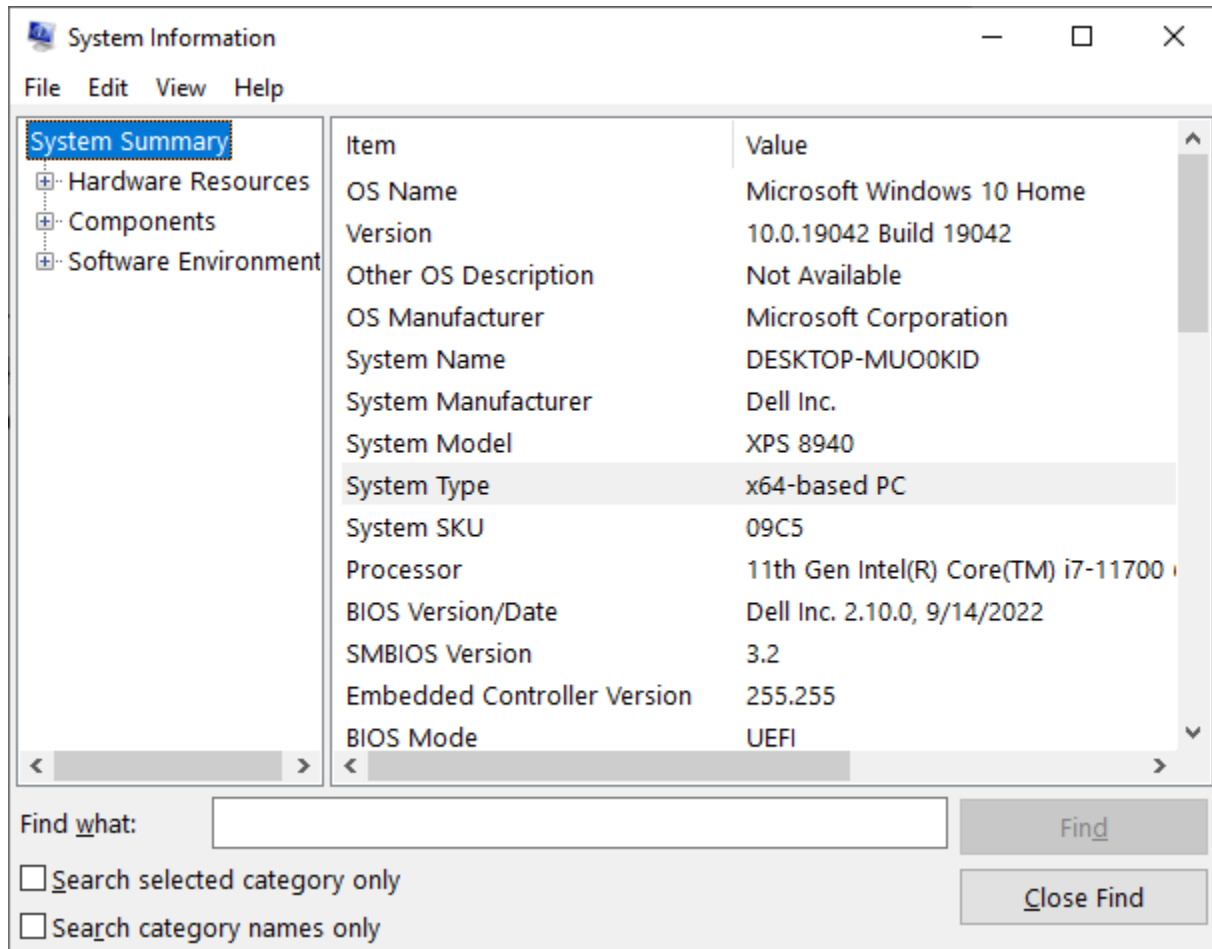 System Information
File Edit View Help
System Summary
Hardware Resources
Components
Software Environment
Item Value
OS Name Microsoft Windows 10 Home
Version 10.0.19042 Build 19042
Other OS Description Not Available
OS Manufacturer Microsoft Corporation
System Name DESKTOP-MUO0KID
System Manufacturer Dell Inc.
System Model XPS 8940
System Type x64-based PC
System SKU 09C5
Processor 11th Gen Intel(R) Core(TM) i7-11700
BIOS Version/Date Dell Inc. 2.10.0, 9/14/2022
SMBIOS Version 3.2
Embedded Controller Version 255.255
BIOS Mode UEFI
Find what: Find
Search selected category only
Close Find
Search category names only